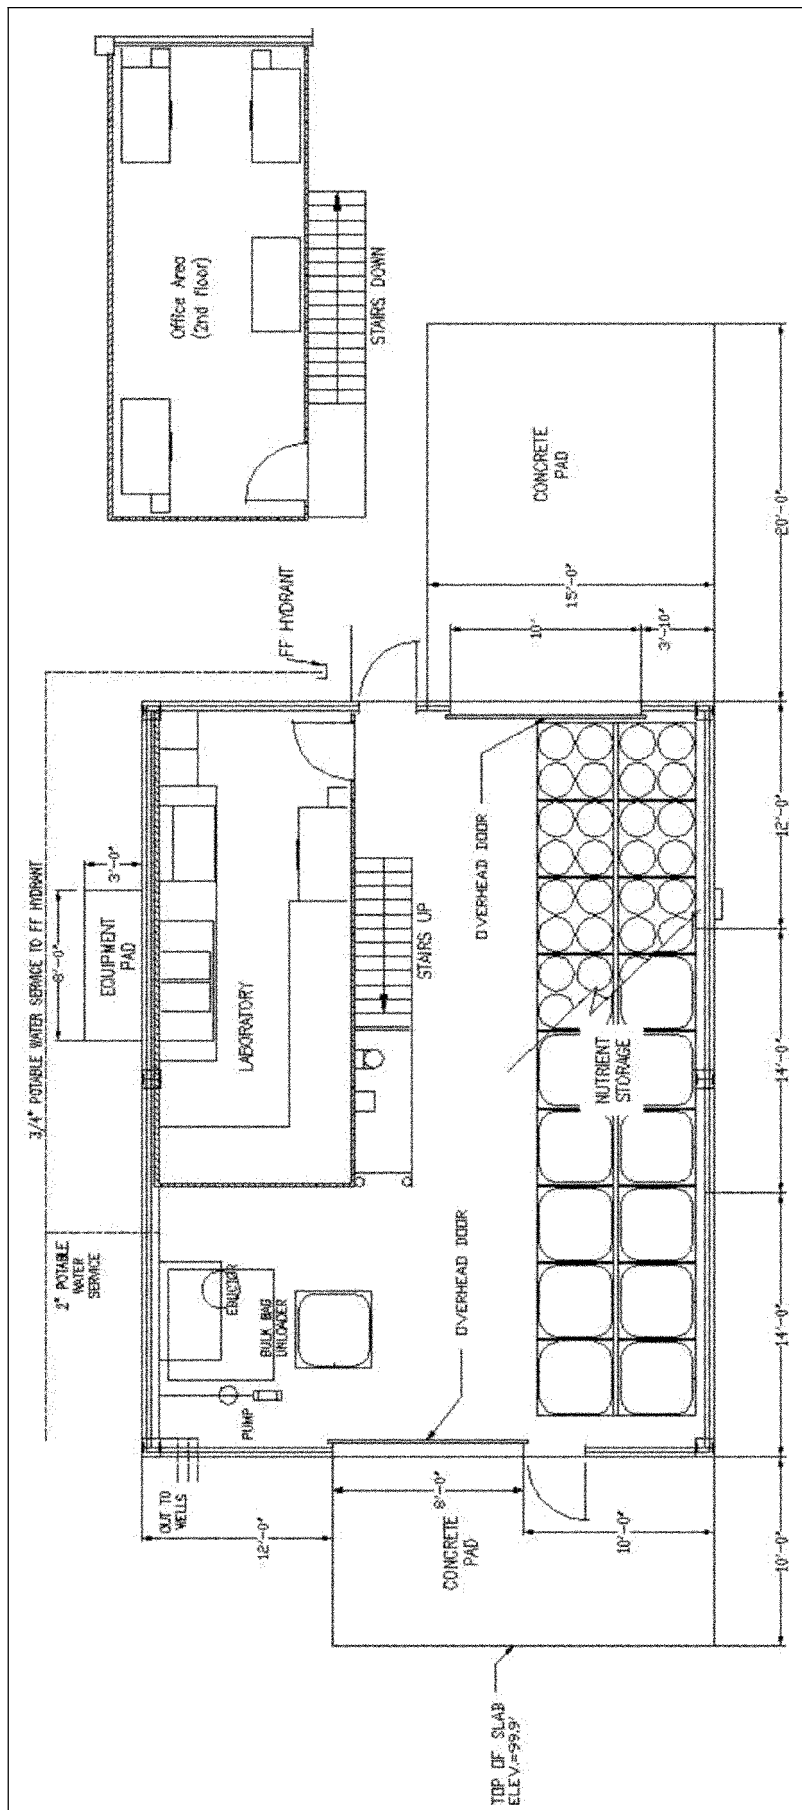 Office Area
(2nd floor)
STAIRS DOWN
CONCRETE
PAD
20'-0"
15'-0"
10'
3'-10"
FF HYDRANT
3/4" POTABLE WATER SERVICE TO FF HYDRANT
3'-0"
8'-0"
EQUIPMENT
PAD
LABORATORY
STAIRS UP
OVERHEAD DOOR
12'-0"
NUTRIENT
STORAGE
14'-0"
2" POTABLE
WATER
SERVICE
EDUCTOR
BULK BAG
UNLOADER
PUMP
OVERHEAD DOOR
14'-0"
OUT TO
WELLS
12'-0"
8'-0"
CONCRETE
PAD
10'-0"
10'-0"
TOP OF SLAB
ELEV.=99.9'